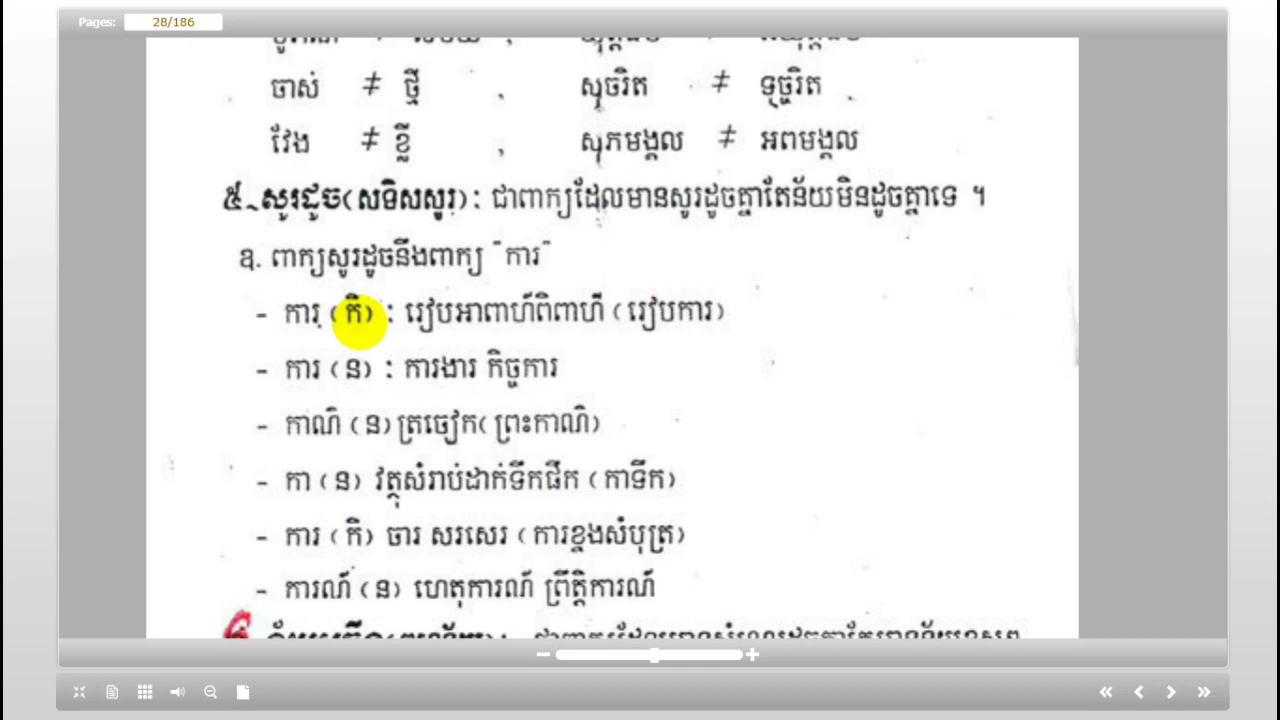 Pages: 28/186
ចាស់ ≠ ថ្មី , សុចរិត ≠ ទុច្ចរិត
វែង ≠ ខ្លី , សុភមង្គល ≠ អពមង្គល
៥.សូរដូច(សទិសសូរ) : ជាពាក្យដែលមានសូរដូចគ្នាតែន័យមិនដូចគ្នាទេ ។
ឧ. ពាក្យសូរដូចនឹងពាក្យ "ការ"
- ការ (កិ) : រៀបអាពាហ៍ពិពាហ៍ (រៀបការ)
- ការ (ន) : ការងារ កិច្ចការ
- កាណិ (ន) ត្រចៀក(ព្រះកាណិ)
- កា (ន) វត្ថុសំរាប់ដាក់ទឹកផឹក (កាទឹក)
- ការ (កិ) ចារ សរសេរ (ការខ្ចងសំបុត្រ)
- ការណ៍ (ន) ហេតុការណ៍ ព្រឹត្តិការណ៍